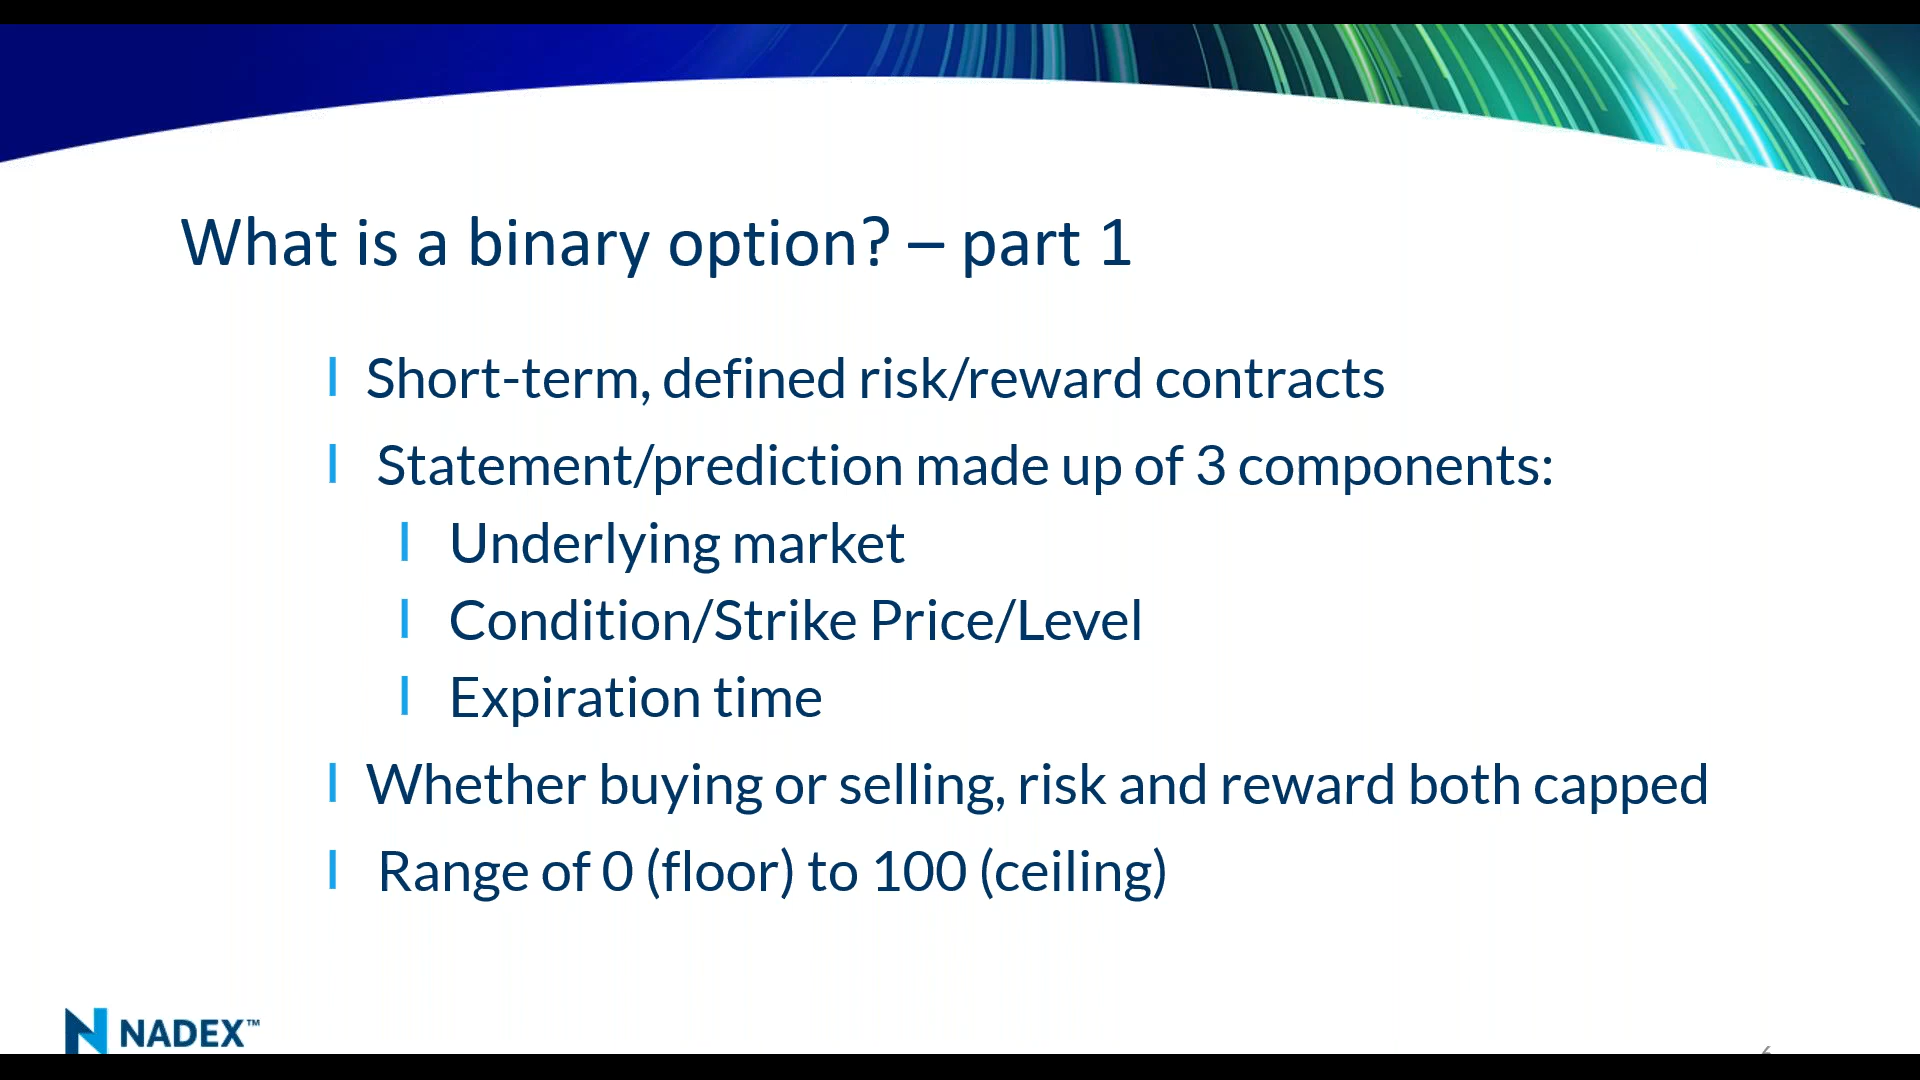 What is a binary option? – part 1
Short-term, defined risk/reward contracts
Statement/prediction made up of 3 components:
Underlying market
Condition/Strike Price/Level
Expiration time
Whether buying or selling, risk and reward both capped
Range of 0 (floor) to 100 (ceiling)
NADEX™